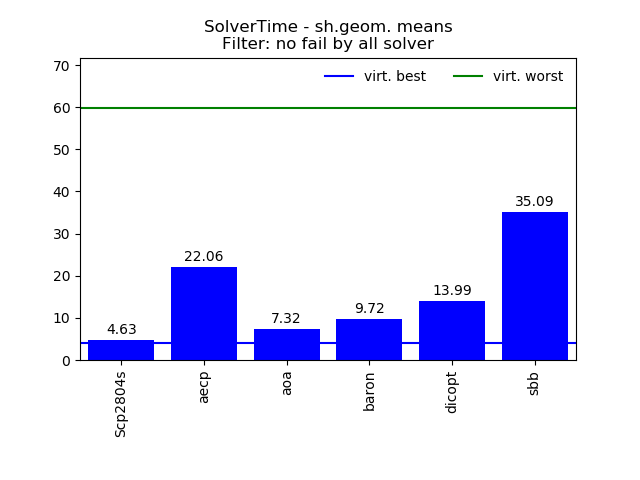 SolverTime - sh.geom. means
Filter: no fail by all solver
virt. best
virt. worst
70
60
50
40
30
20
10
0
4.63
22.06
7.32
9.72
13.99
35.09
Scp2804s
aecp
aoa
baron
dicopt
sbb